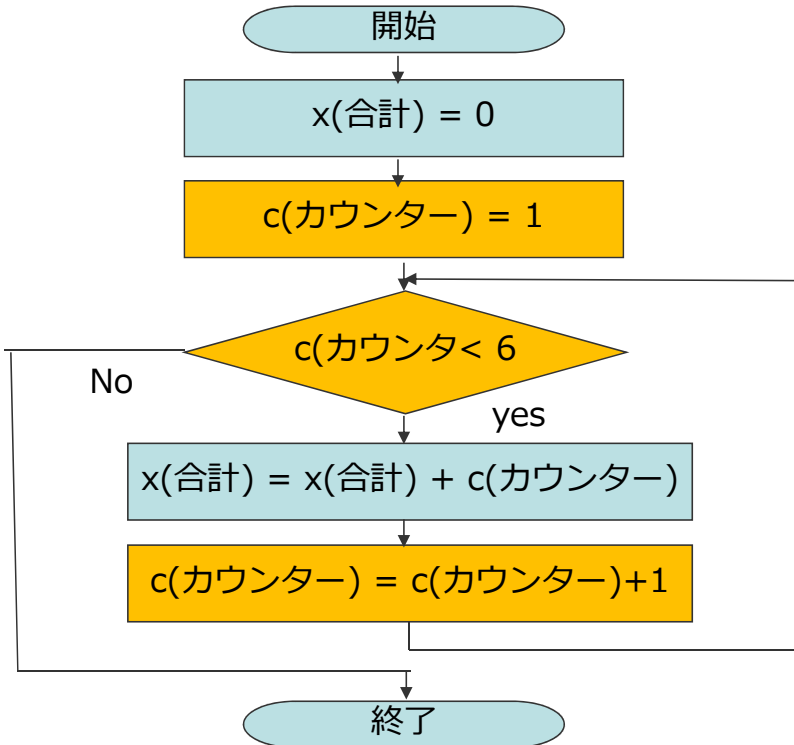 開始
x(合計) = 0
c(カウンター) = 1
c(カウンタ< 6
No
yes
x(合計) = x(合計) + c(カウンター)
c(カウンター) = c(カウンター)+1
終了